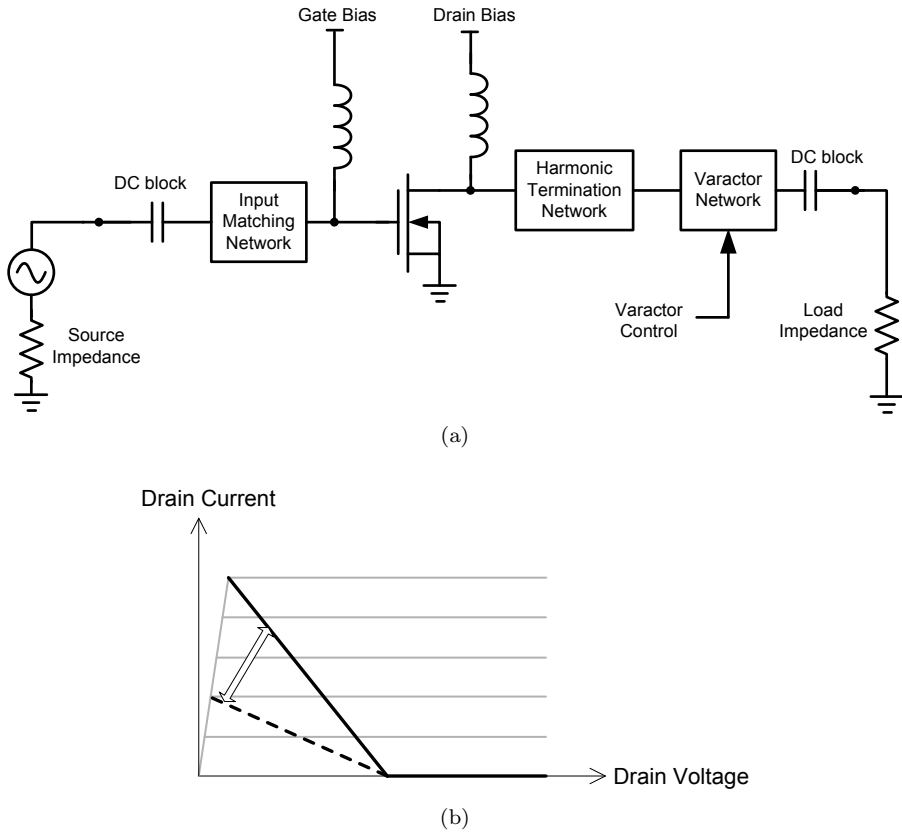 Gate Bias
Drain Bias
DC block
Input
Matching
Network
Harmonic
Termination
Network
Varactor
Network
DC block
Source
Impedance
Varactor
Control
Load
Impedance
(a)
Drain Current
Drain Voltage
(b)